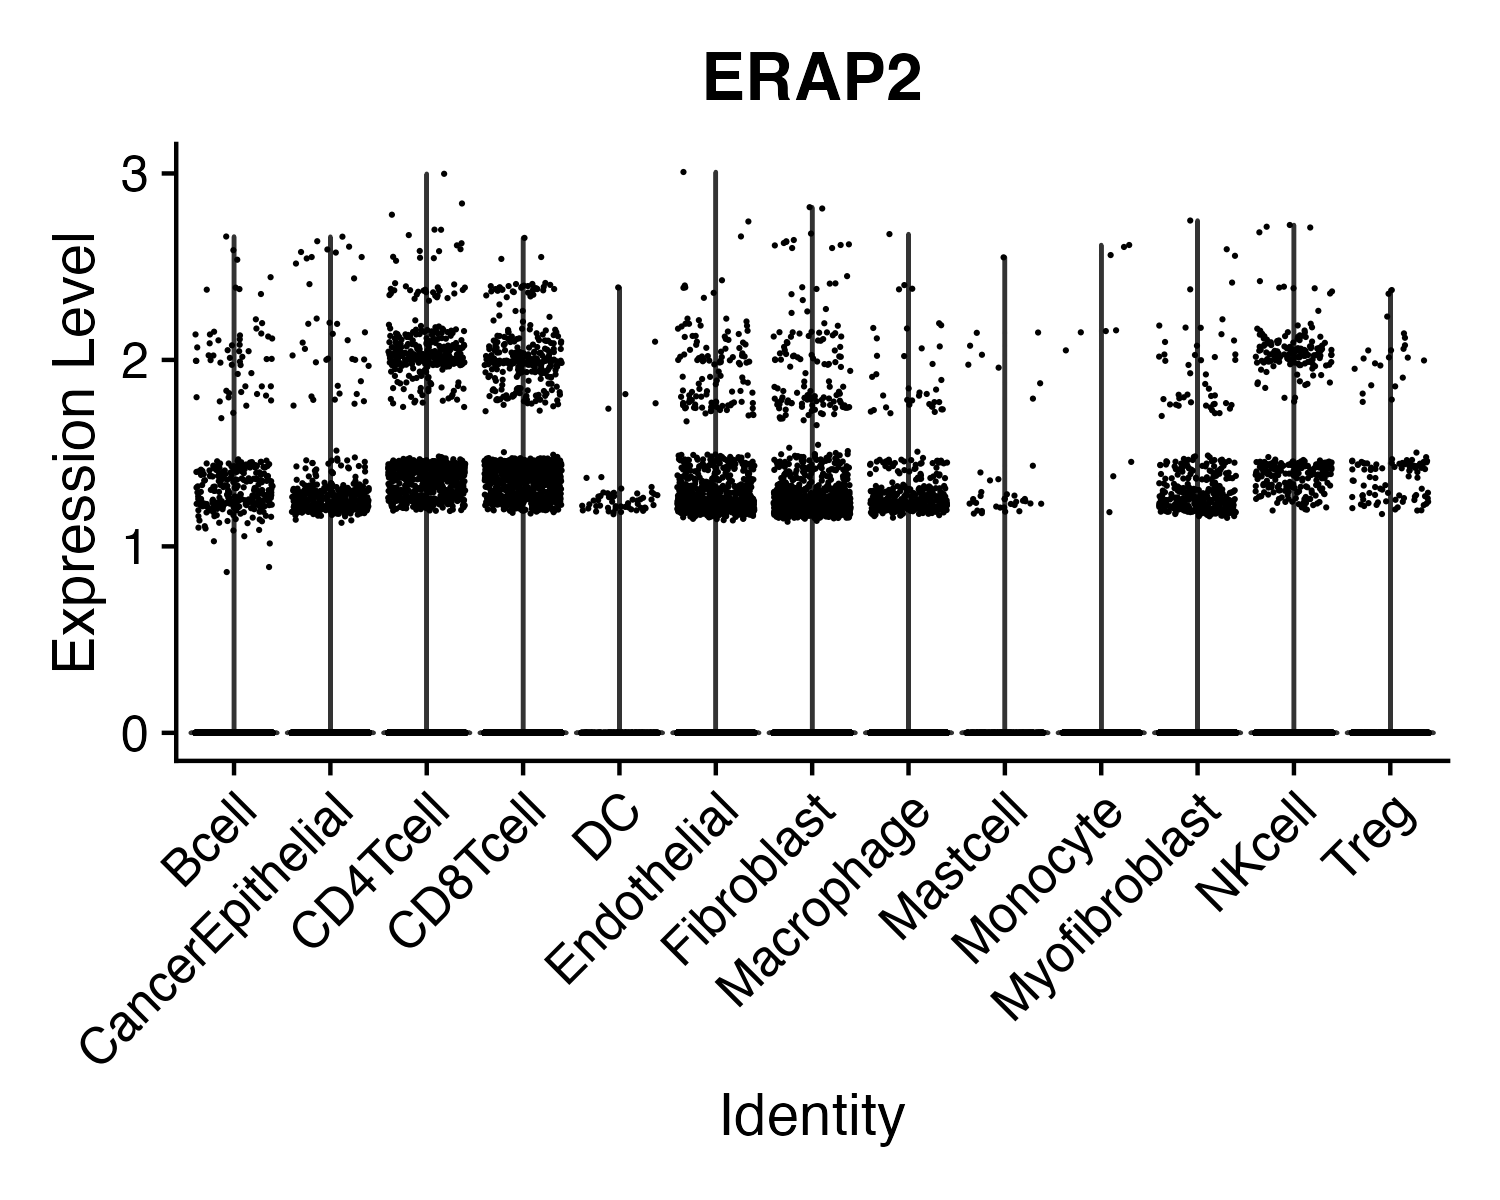 ERAP2
Expression Level
3
2
1
0
Bcell
CancerEpithelial
CD4Tcell
CD8Tcell
DC
Endothelial
Fibroblast
Macrophage
Mastcell
Monocyte
Myofibroblast
NKcell
Treg
Identity